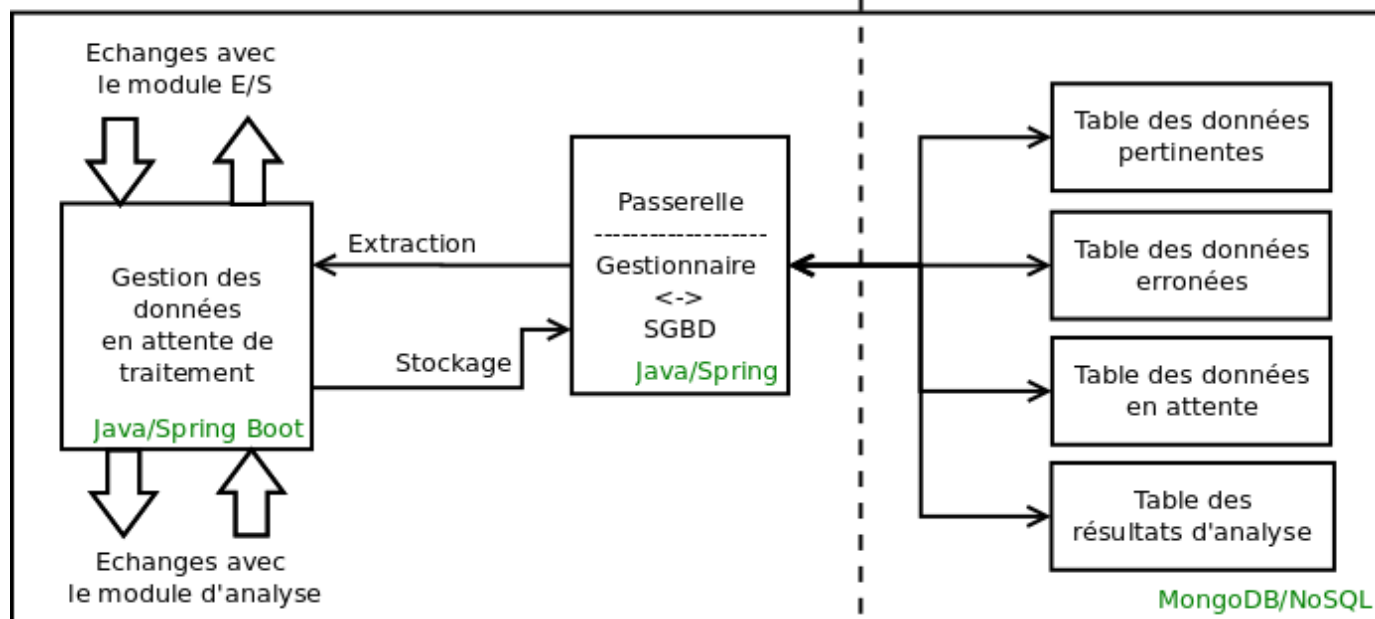 Echanges avec
le module E/S
Gestion des
données
en attente de
traitement
Java/Spring Boot
Echanges avec
le module d'analyse
Extraction
Stockage
Passerelle
-------------------
Gestionnaire
<->
SGBD
Java/Spring
Table des données
pertinentes
Table des données
erronées
Table des données
en attente
Table des
résultats d'analyse
MongoDB/NoSQL